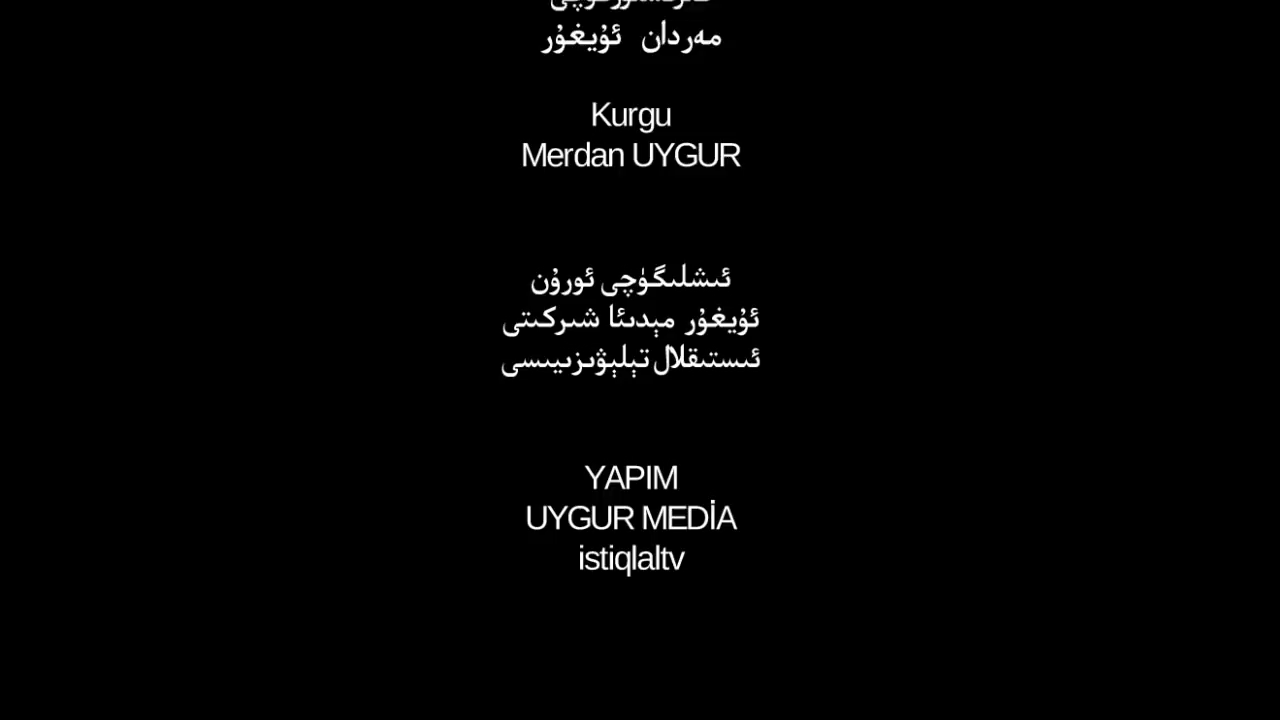 مەردان ئۇيغۇر
Kurgu
Merdan UYGUR
ئىشلىگۈچى ئورۇن
ئۇيغۇر مېدىئا شىركىتى
ئىستىقلال تېلېۋىزىيىسى
YAPIM
UYGUR MEDİA
istiqlaltv